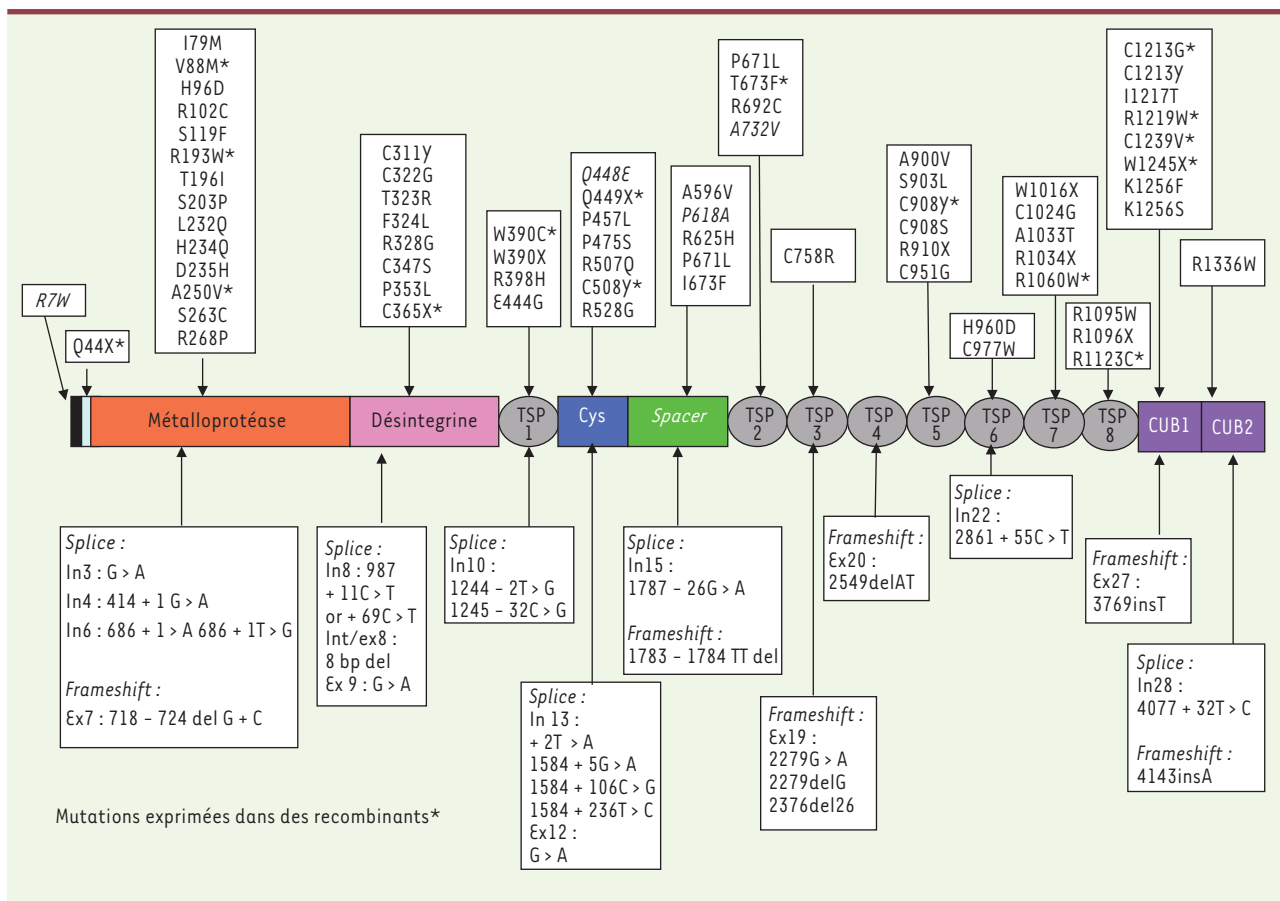 I79M
V88M*
H96D
R102C
S119F
R193W*
T196I
S203P
L232Q
H234Q
D235H
A250V*
S263C
R268P
C311Y
C322G
T323R
F324L
R328G
C347S
P353L
C365X*
W390C*
W390X
R398H
E444G
Q448E
Q449X*
P457L
P475S
R507Q
C508Y*
R528G
A596V
P618A
R625H
P671L
I673F
P671L
T673F*
R692C
A732V
C758R
A900V
S903L
C908Y*
C908S
R910X
C951G
H960D
C977W
W1016X
C1024G
A1033T
R1034X
R1060W*
R1095W
R1096X
R1123C*
C1213G*
C1213Y
I1217T
R1219W*
C1239V*
W1245X*
K1256F
K1256S
R1336W
R7W
Q44X*
Métalloprotéase
Désintegrine
TSP
1
Cys
Spacer
TSP
2
TSP
3
TSP
4
TSP
5
TSP
6
TSP
7
TSP
8
CUB1
CUB2
Splice :
In3 : G > A
In4 : 414 + 1 G > A
In6 : 686 + 1 > A 686 + 1T > G
Frameshift :
Ex7 : 718 – 724 del G + C
Splice :
In8 : 987
+ 11C > T
or + 69C > T
Int/ex8 :
8 bp del
Ex 9 : G > A
Splice :
In10 :
1244 – 2T > G
1245 – 32C > G
Splice :
In 13 :
+ 2T > A
1584 + 5G > A
1584 + 106C > G
1584 + 236T > C
Ex12 :
G > A
Splice :
In15 :
1787 – 26G > A
Frameshift :
1783 – 1784 TT del
Frameshift :
Ex19 :
2279G > A
2279delG
2376del26
Frameshift :
Ex20 :
2549delAT
Splice :
In22 :
2861 + 55C > T
Frameshift :
Ex27 :
3769insT
Splice :
In28 :
4077 + 32T > C
Frameshift :
4143insA
Mutations exprimées dans des recombinants*